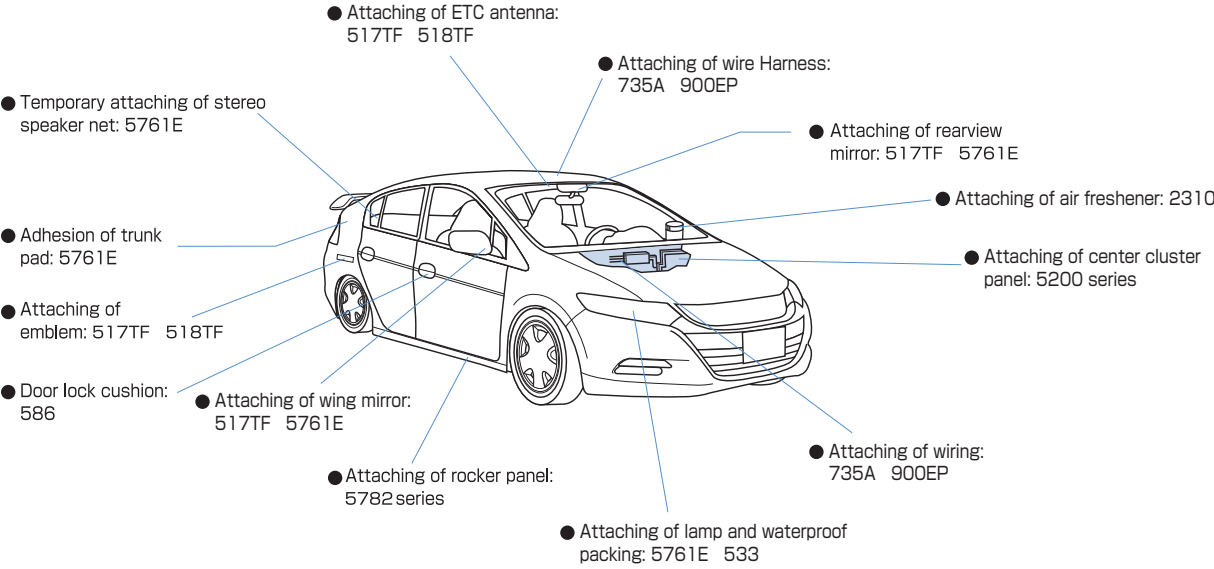 ● Attaching of ETC antenna:
517TF 518TF
● Attaching of wire Harness:
735A 900EP
● Temporary attaching of stereo
speaker net: 5761E
● Attaching of rearview
mirror: 517TF 5761E
● Attaching of air freshener: 2310
● Adhesion of trunk
pad: 5761E
● Attaching of center cluster
panel: 5200 series
● Attaching of
emblem: 517TF 518TF
● Door lock cushion:
586
● Attaching of wing mirror:
517TF 5761E
● Attaching of wiring:
735A 900EP
● Attaching of rocker panel:
5782 series
● Attaching of lamp and waterproof
packing: 5761E 533